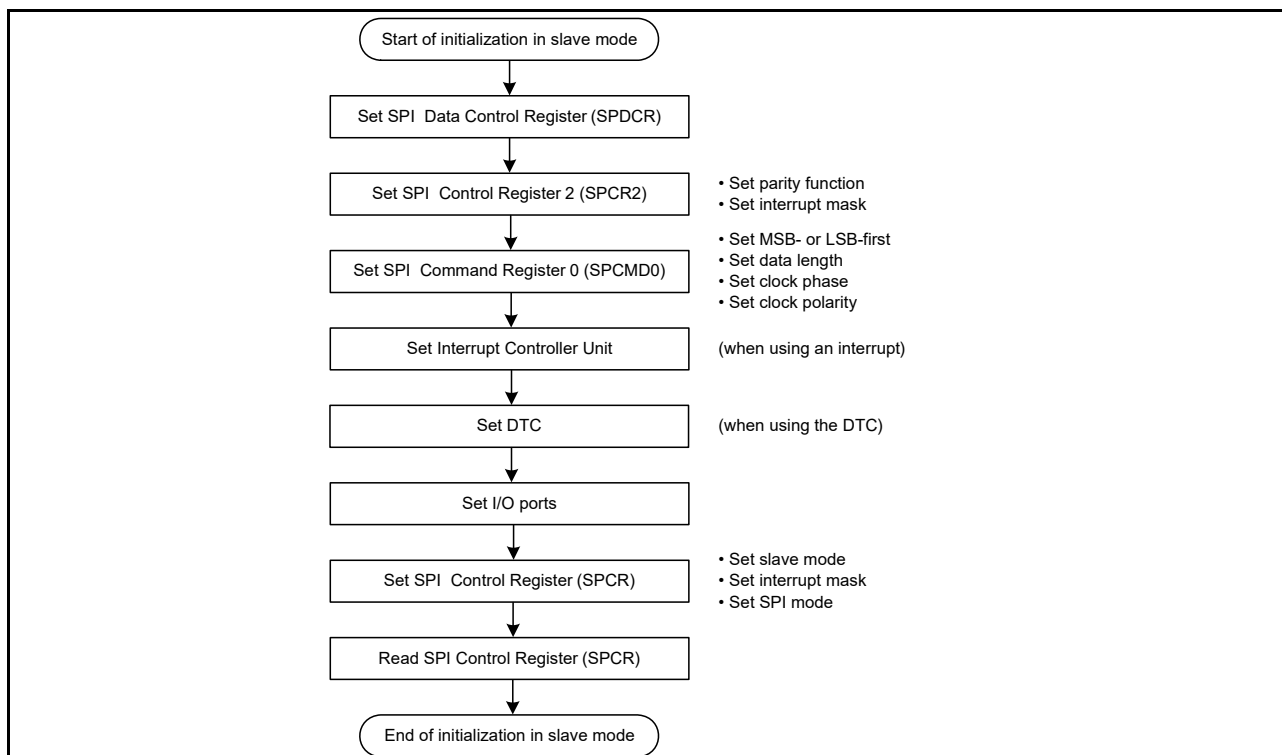 Start of initialization in slave mode
Set SPI Data Control Register (SPDCR)
Set SPI Control Register 2 (SPCR2)
• Set parity function
• Set interrupt mask
Set SPI Command Register 0 (SPCMD0)
• Set MSB- or LSB-first
• Set data length
• Set clock phase
• Set clock polarity
Set Interrupt Controller Unit
(when using an interrupt)
Set DTC
(when using the DTC)
Set I/O ports
Set SPI Control Register (SPCR)
• Set slave mode
• Set interrupt mask
• Set SPI mode
Read SPI Control Register (SPCR)
End of initialization in slave mode